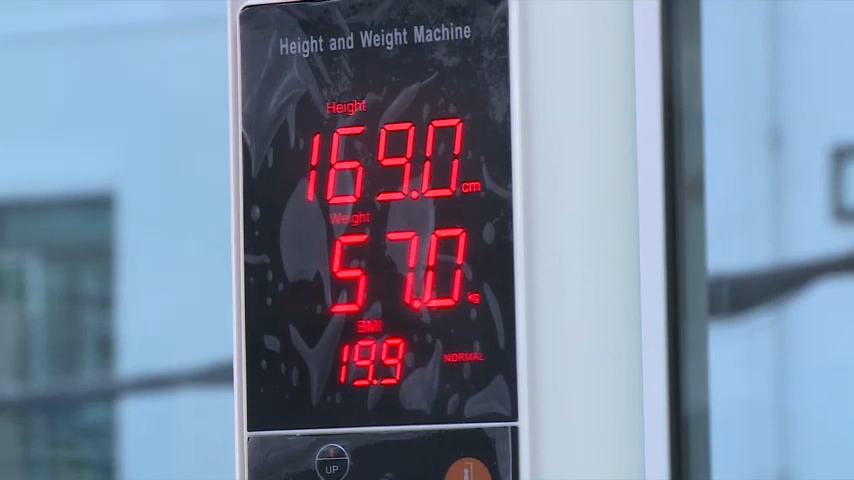 Height and Weight Machine
Height
169.0 cm
Weight
57.0 kg
BMI
19.9 NORMAL
UP